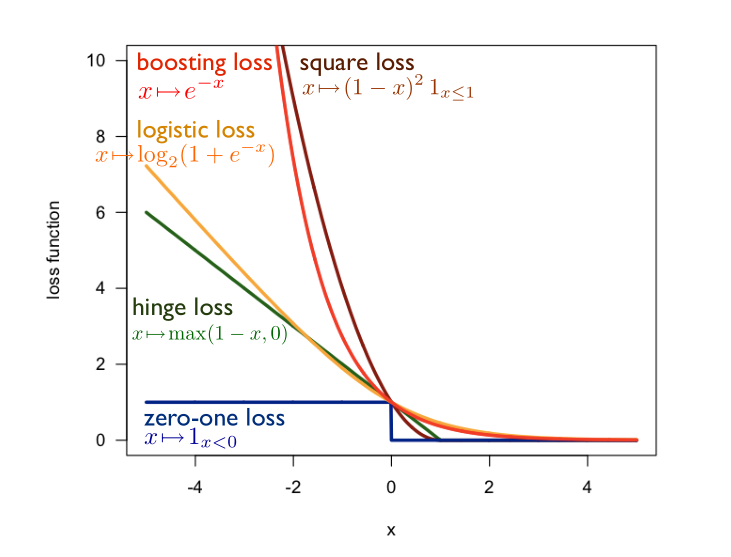 boosting loss
x ↦ e^{-x}
square loss
x ↦ (1 − x)^2 1_{x≤1}
logistic loss
x ↦ log_2(1 + e^{-x})
hinge loss
x ↦ max(1 − x, 0)
zero-one loss
x ↦ 1_{x<0}
loss function
10
8
6
4
2
0
-4 -2 0 2 4
x